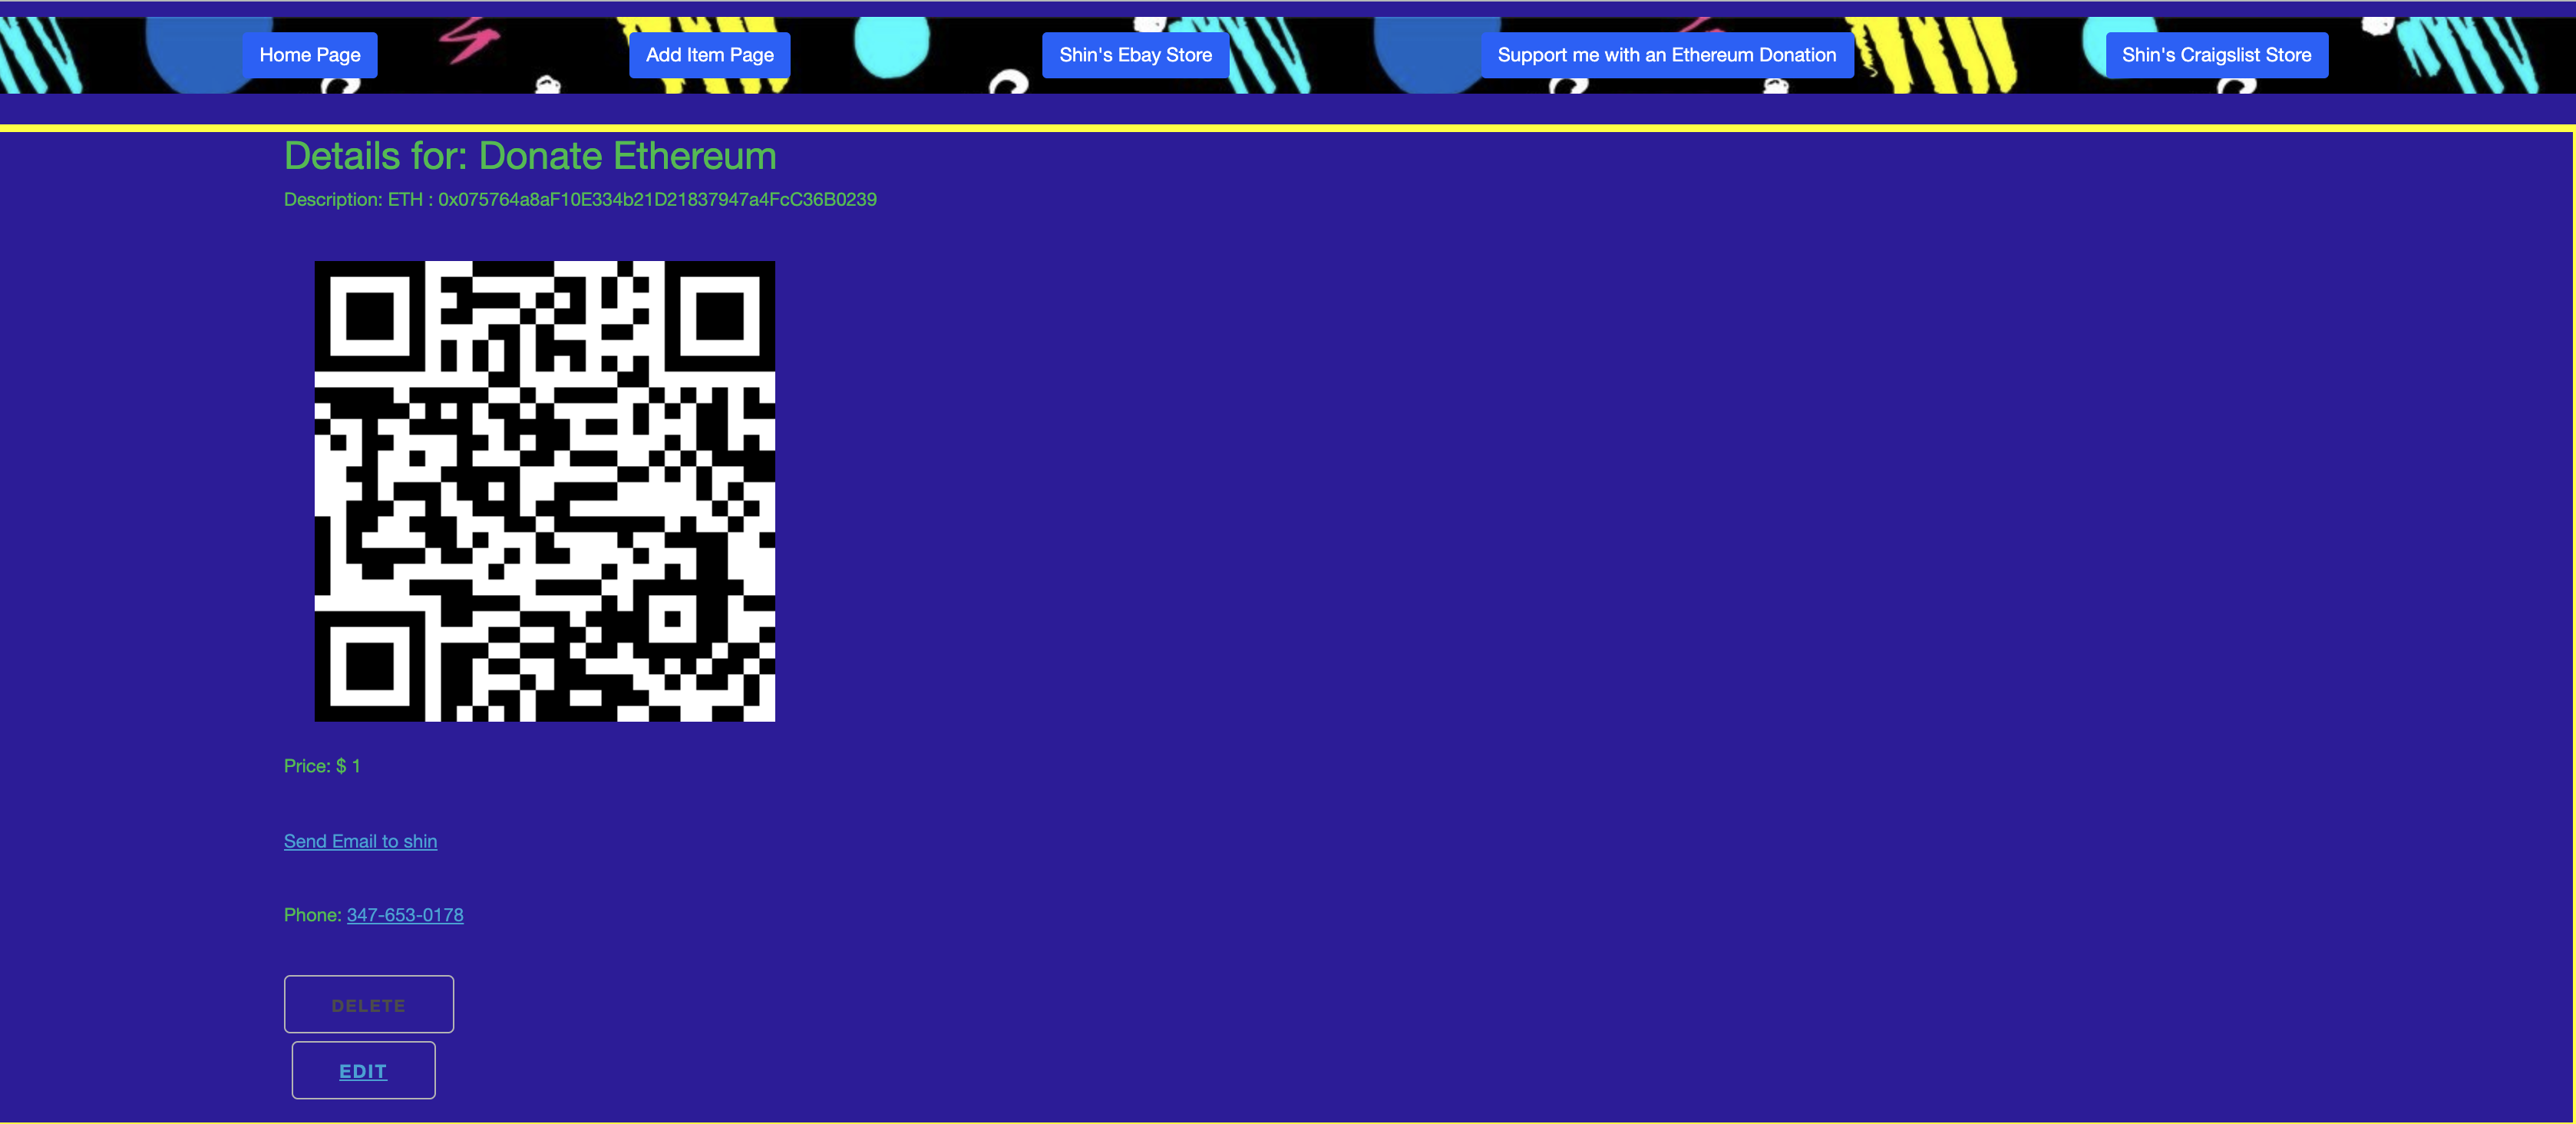 Home Page Add Item Page Shin's Ebay Store Support me with an Ethereum Donation Shin's Craigslist Store
Details for: Donate Ethereum
Description: ETH : 0x075764a8aF10E334b21D21837947a4FcC36B0239
Price: $ 1
Send Email to shin
Phone: 347-653-0178
DELETE
EDIT